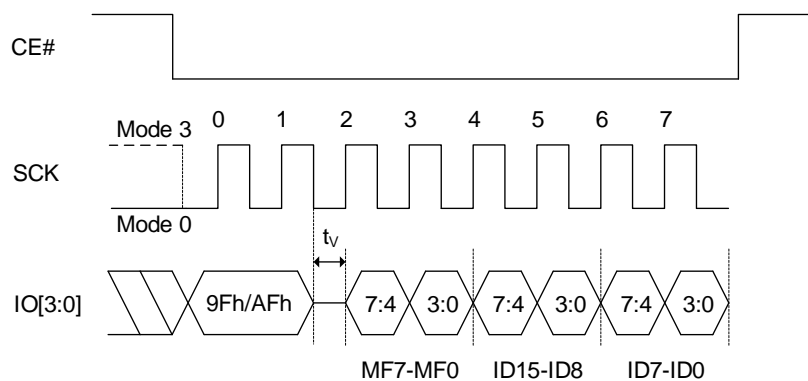 CE#
Mode 3
0 1 2 3 4 5 6 7
SCK
Mode 0
tV
IO[3:0]
9Fh/AFh
7:4 3:0 7:4 3:0 7:4 3:0
MF7-MF0 ID15-ID8 ID7-ID0